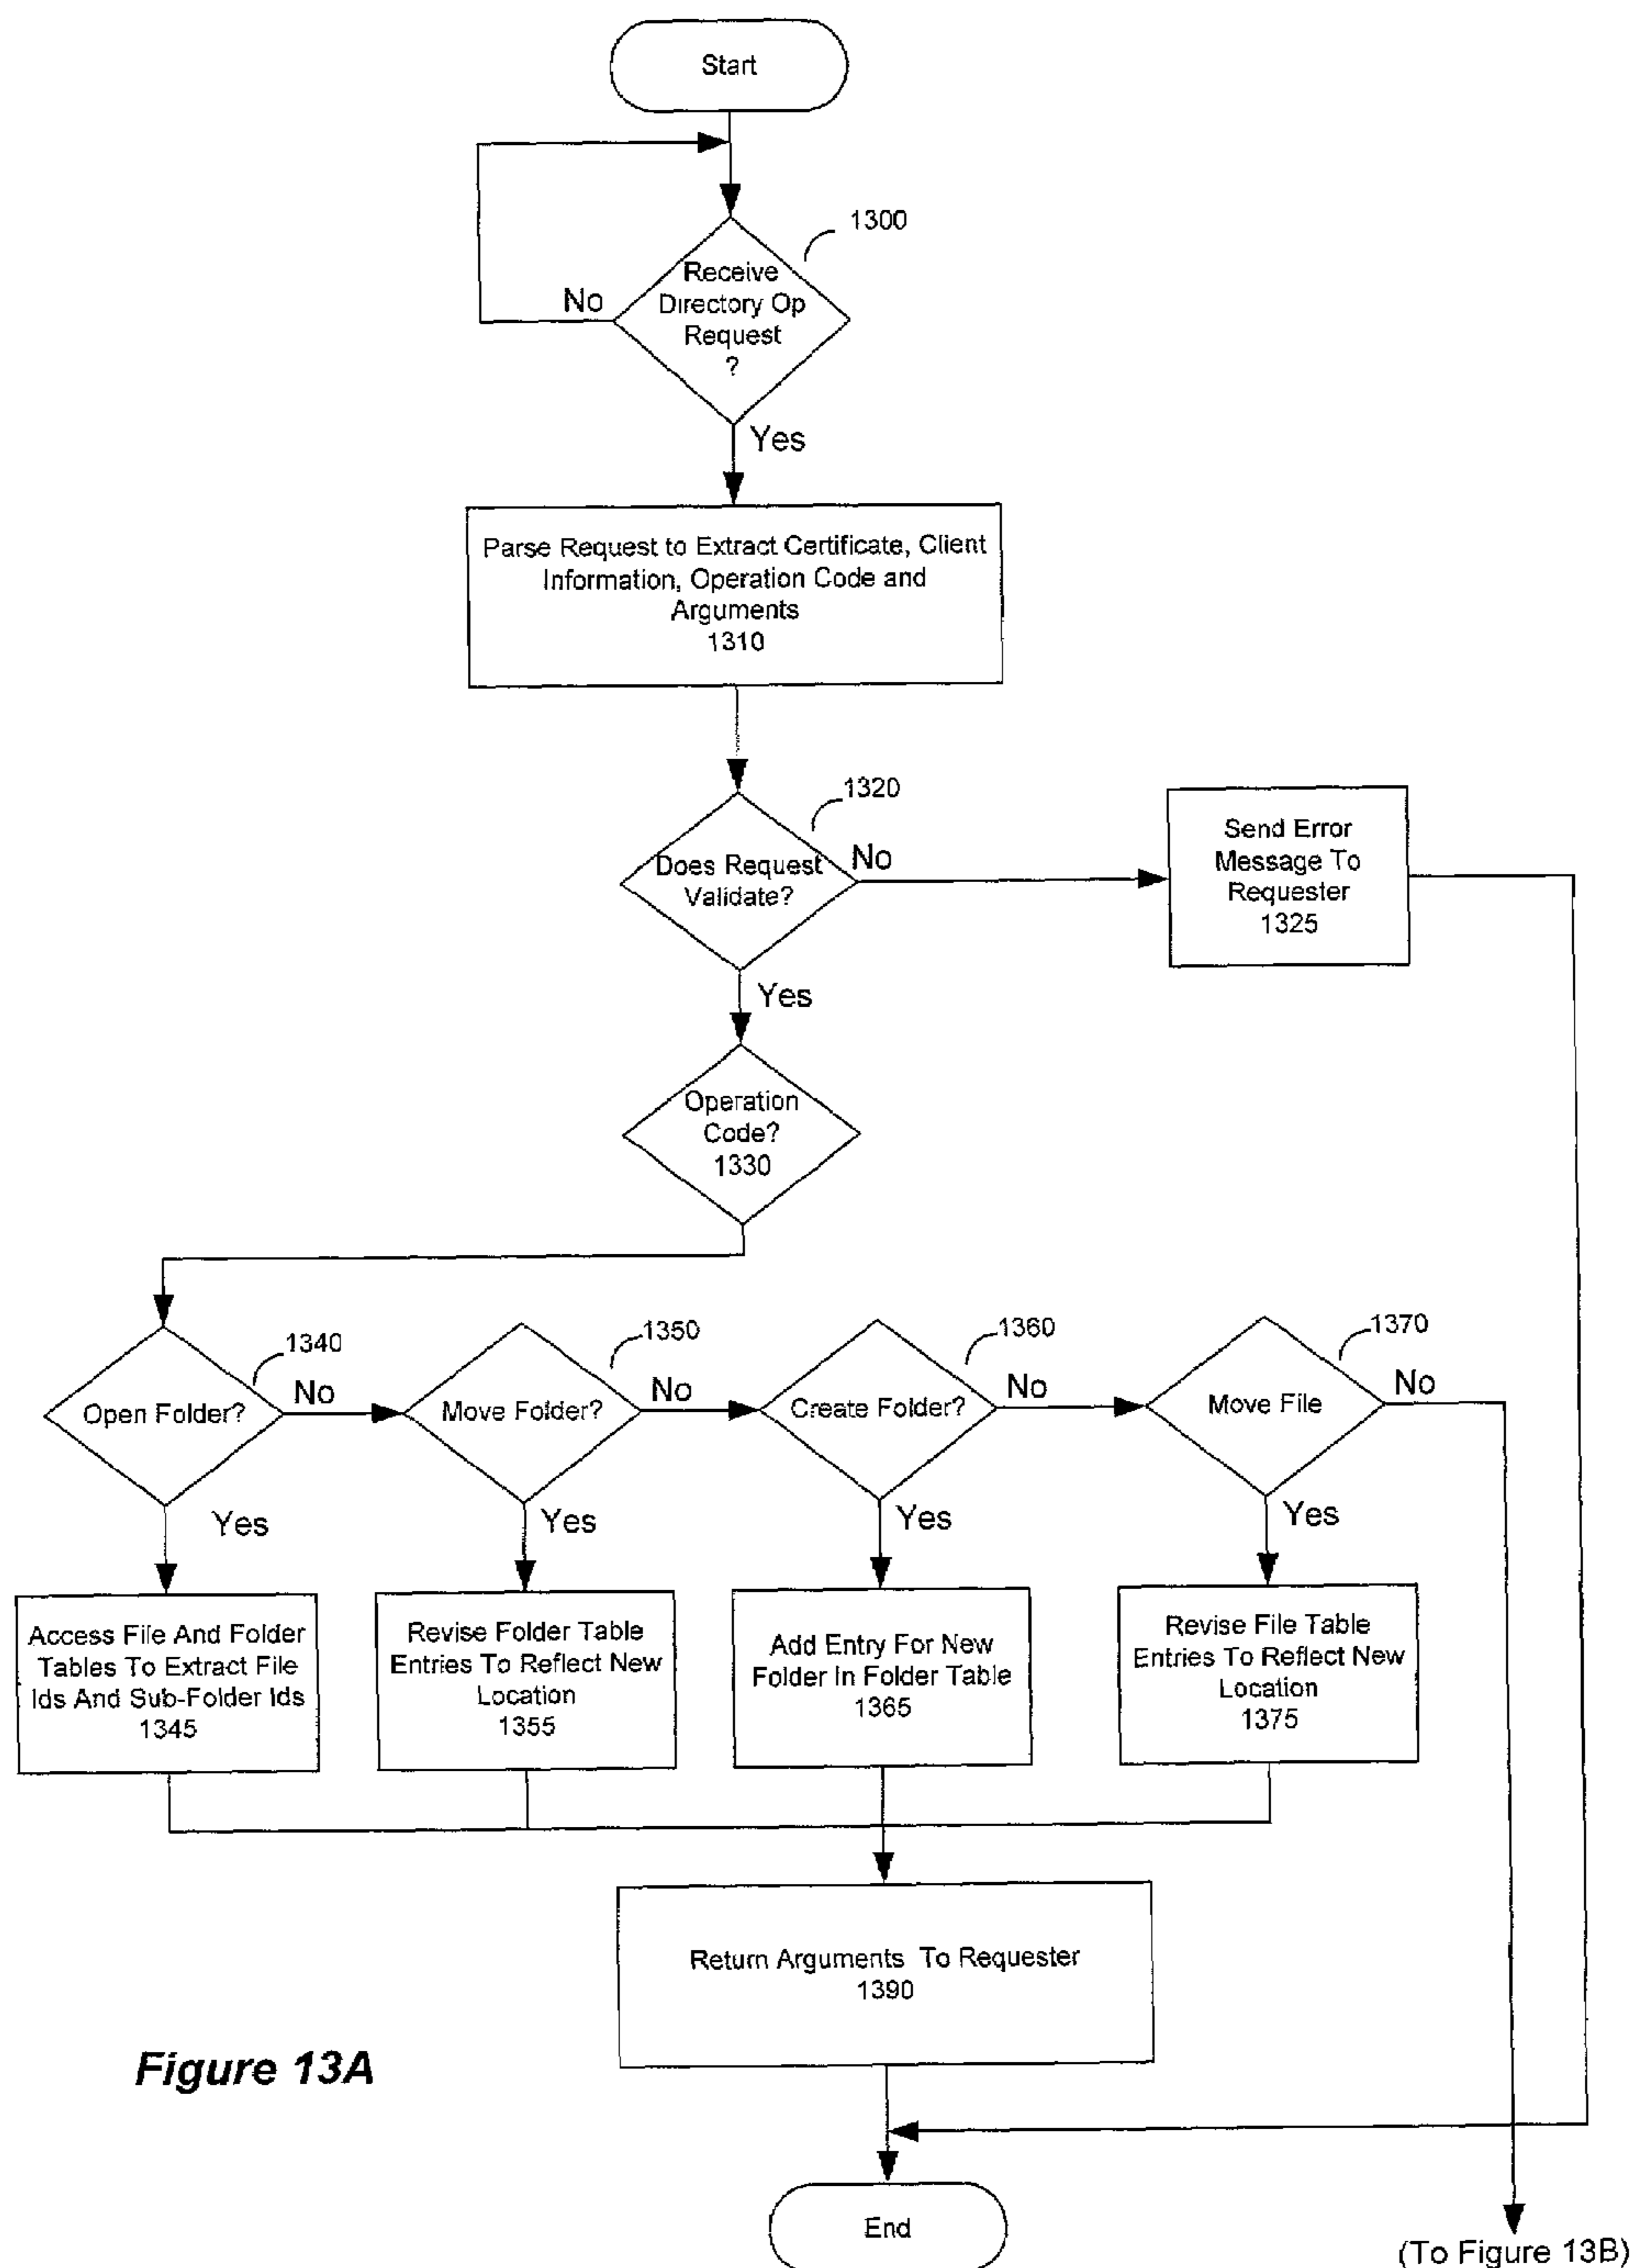 Start
1300
Receive
Directory Op
Request
?
No
Yes
Parse Request to Extract Certificate, Client
Information, Operation Code and
Arguments
1310
1320
Does Request
Validate?
No
Send Error
Message To
Requester
1325
Yes
Operation
Code?
1330
1340
Open Folder?
No
1350
Move Folder?
No
1360
Create Folder?
No
1370
Move File
No
Yes
Yes
Yes
Yes
Access File And Folder
Tables To Extract File
Ids And Sub-Folder Ids
1345
Revise Folder Table
Entries To Reflect New
Location
1355
Add Entry For New
Folder In Folder Table
1365
Revise File Table
Entries To Reflect New
Location
1375
Return Arguments To Requester
1390
Figure 13A
End
(To Figure 13B)